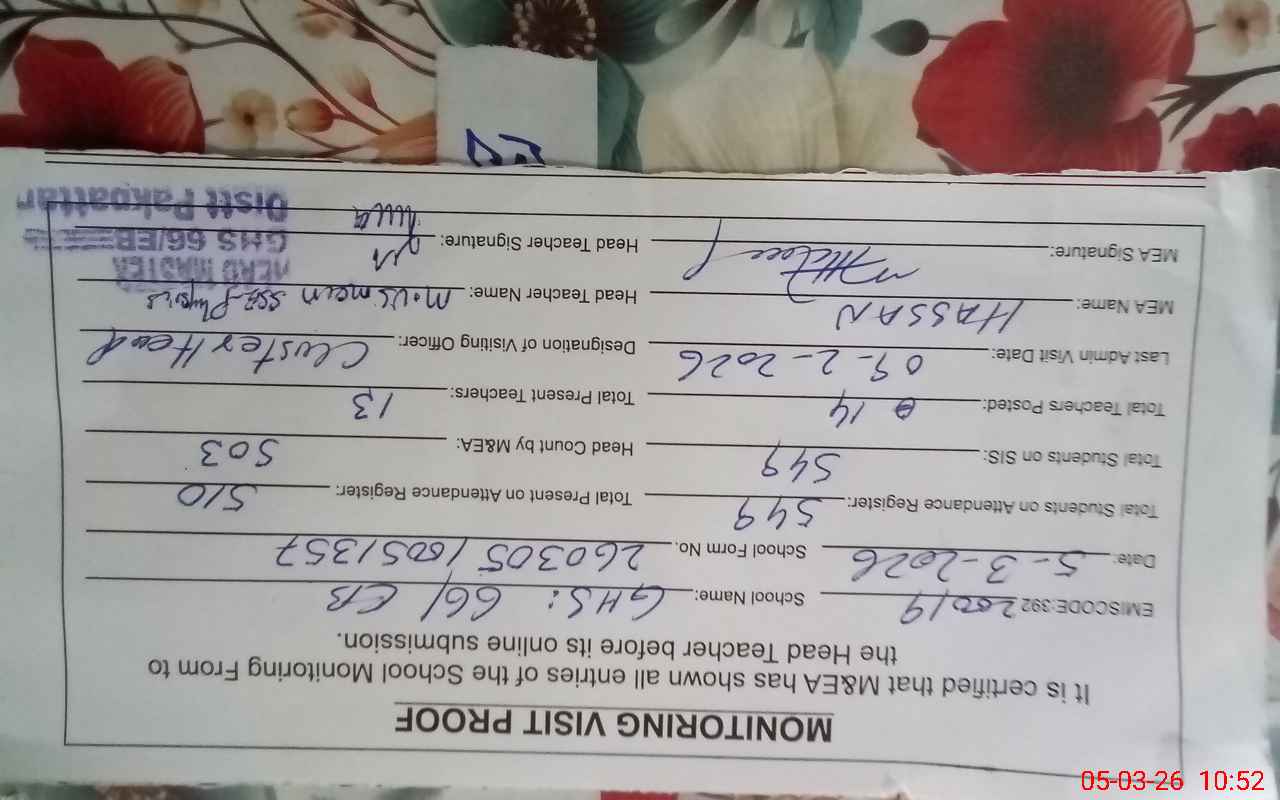 MONITORING VISIT PROOF
It is certified that M&EA has shown all entries of the School Monitoring From to
the Head Teacher before its online submission.
EMISCODE:392 20019 School Name: GHS: 66/EB
Date: 5-3-2026 School Form No. 26030510051357
Total Students on Attendance Register: 549 Total Present on Attendance Register: 510
Total Students on SIS: 549 Head Count by M&EA: 503
Total Teachers Posted: 14 Total Present Teachers: 13
Last Admin Visit Date: 09-2-2026 Designation of Visiting Officer: Cluster Head
MEA Name: HASSAN Head Teacher Name: M. Usman SSE-Physics
MEA Signature: Head Teacher Signature:
HEAD MASTER
GHS 66/EB
Distt Pakpattan
05-03-26 10:52